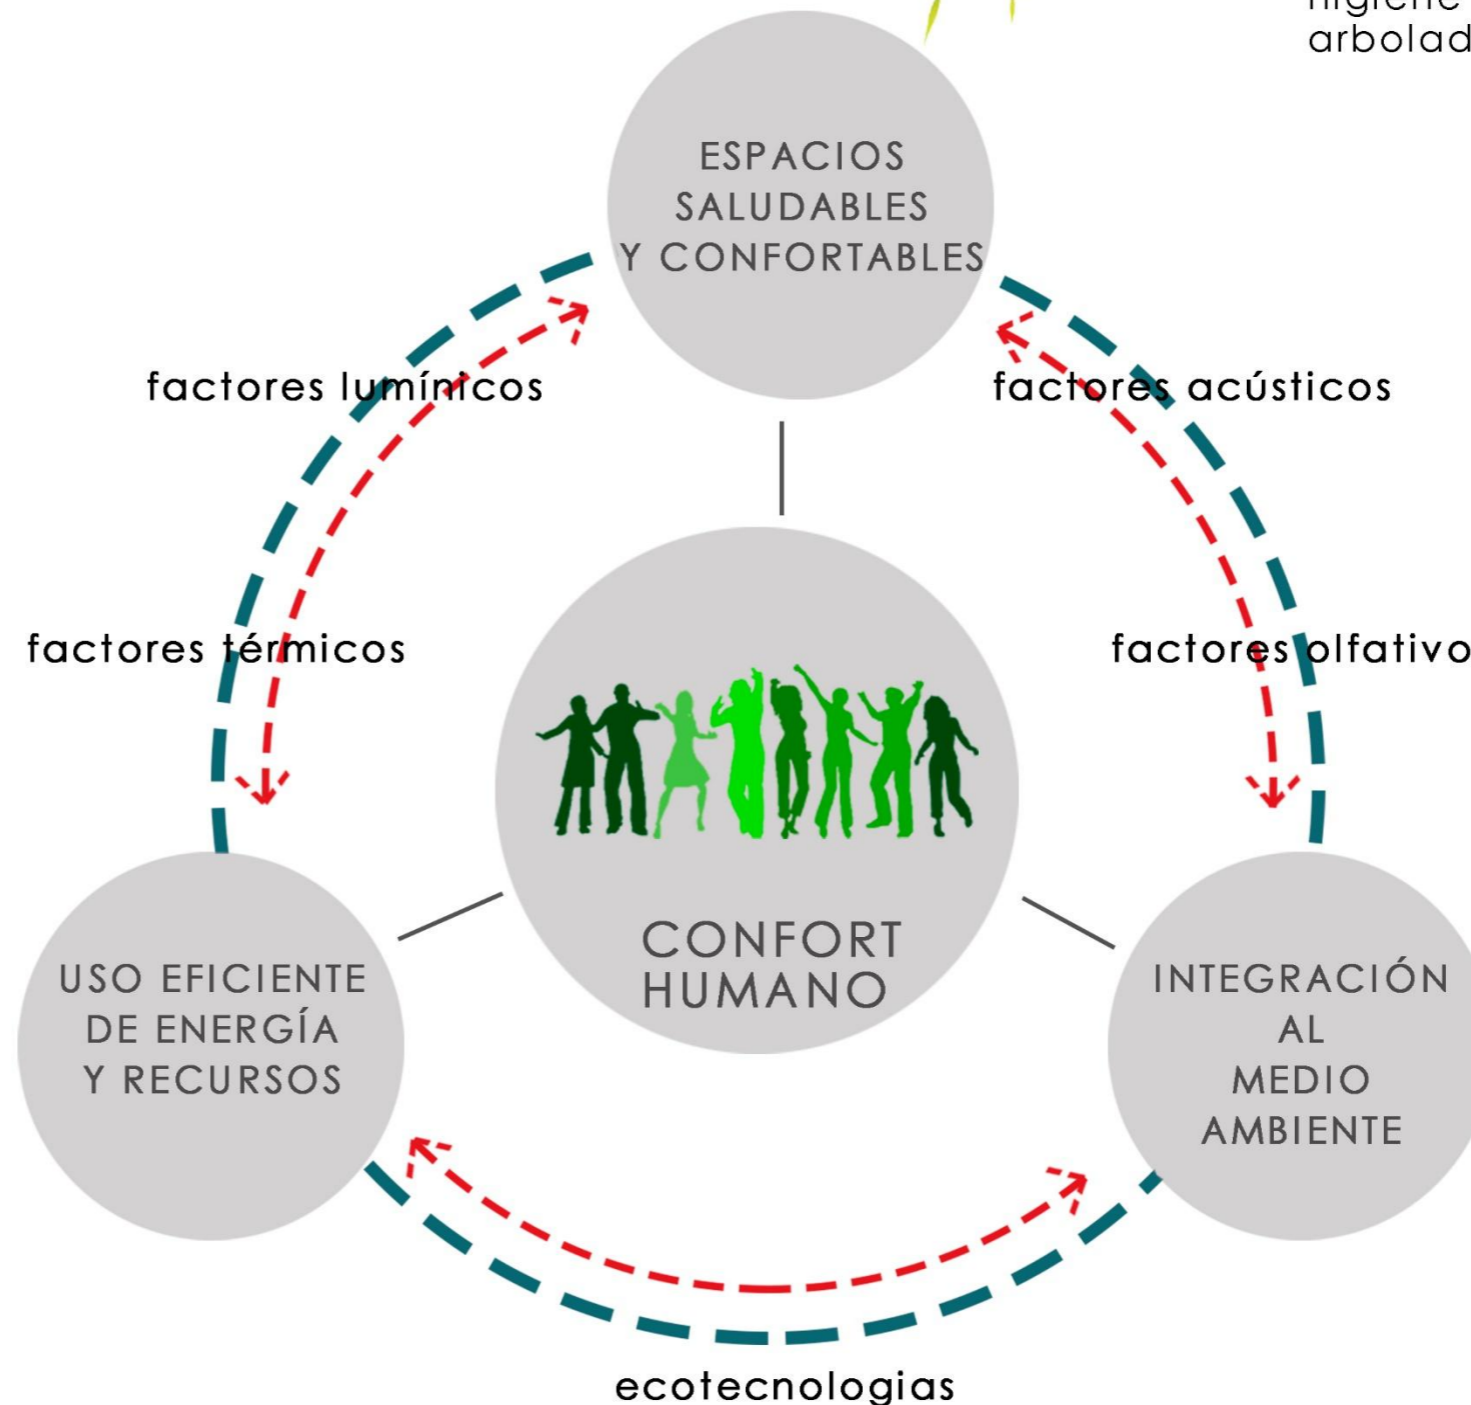 higiene
arbolad
ESPACIOS
SALUDABLES
Y CONFORTABLES
factores lumínicos
factores acústicos
factores térmicos
factores olfativo
CONFORT
HUMANO
USO EFICIENTE
DE ENERGÍA
Y RECURSOS
INTEGRACIÓN
AL
MEDIO
AMBIENTE
ecotecnologias